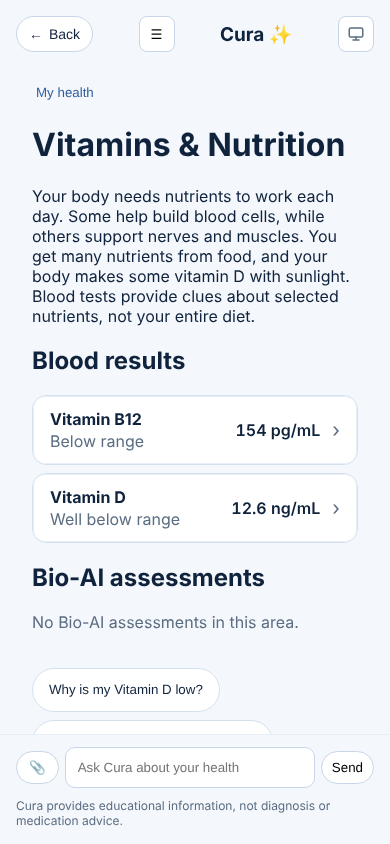 ← Back
☰
Cura ✨
My health
Vitamins & Nutrition
Your body needs nutrients to work each
day. Some help build blood cells, while
others support nerves and muscles. You
get many nutrients from food, and your
body makes some vitamin D with sunlight.
Blood tests provide clues about selected
nutrients, not your entire diet.
Blood results
Vitamin B12
Below range
154 pg/mL ›
Vitamin D
Well below range
12.6 ng/mL ›
Bio-AI assessments
No Bio-AI assessments in this area.
Why is my Vitamin D low?
Ask Cura about your health
Send
Cura provides educational information, not diagnosis or
medication advice.